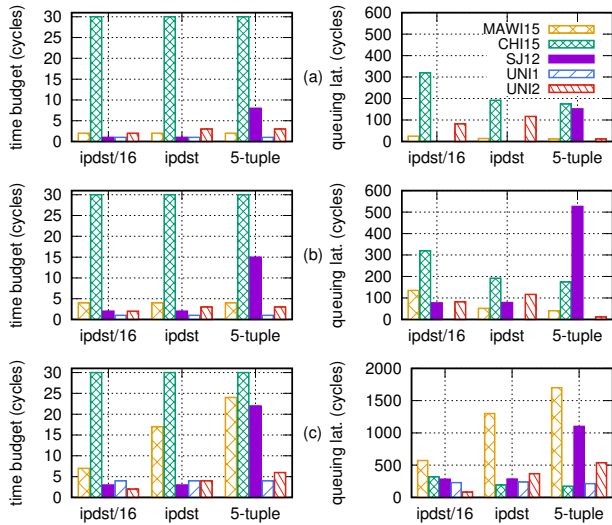 time budget (cycles)
30
25
20
15
10
5
0
ipdst/16 ipdst 5-tuple
(a)
queuing lat. (cycles)
600
500
400
300
200
100
0
MAWI15
CHI15
SJ12
UNI1
UNI2
ipdst/16 ipdst 5-tuple
time budget (cycles)
30
25
20
15
10
5
0
ipdst/16 ipdst 5-tuple
(b)
queuing lat. (cycles)
600
500
400
300
200
100
0
ipdst/16 ipdst 5-tuple
time budget (cycles)
30
25
20
15
10
5
0
ipdst/16 ipdst 5-tuple
(c)
queuing lat. (cycles)
2000
1500
1000
500
0
ipdst/16 ipdst 5-tuple